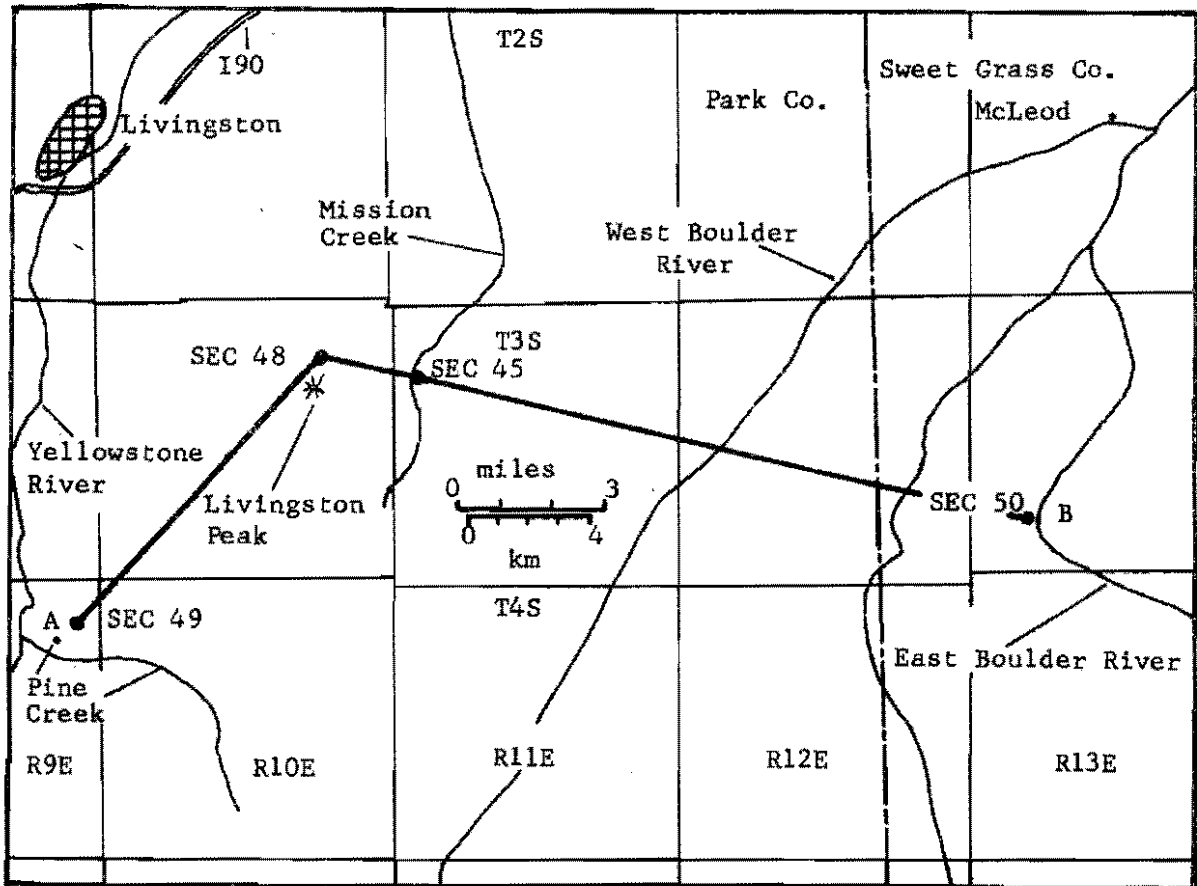 T2S
I90
Sweet Grass Co.
Park Co.
McLeod
Livingston
Mission
Creek
West Boulder
River
T3S
SEC 48
SEC 45
Yellowstone
River
miles
0 3
Livingston
Peak
SEC 50
B
0 4
km
T4S
A
SEC 49
East Boulder River
Pine
Creek
R9E
R10E
R11E
R12E
R13E